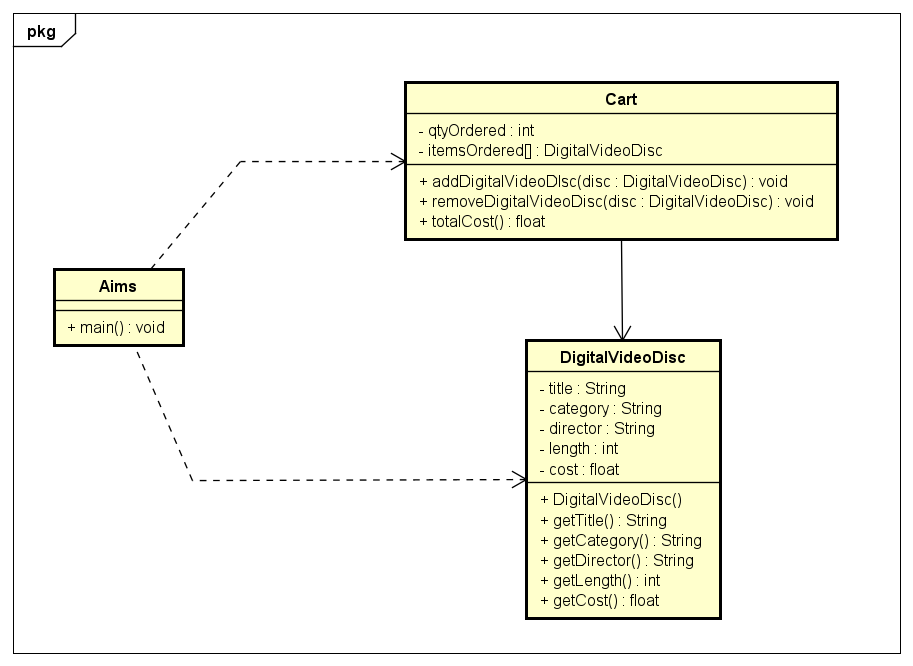 pkg
Cart
- qtyOrdered : int
- itemsOrdered[] : DigitalVideoDisc
+ addDigitalVideoDIsc(disc : DigitalVideoDisc) : void
+ removeDigitalVideoDisc(disc : DigitalVideoDisc) : void
+ totalCost() : float
Aims
+ main() : void
DigitalVideoDisc
- title : String
- category : String
- director : String
- length : int
- cost : float
+ DigitalVideoDisc()
+ getTitle() : String
+ getCategory() : String
+ getDirector() : String
+ getLength() : int
+ getCost() : float